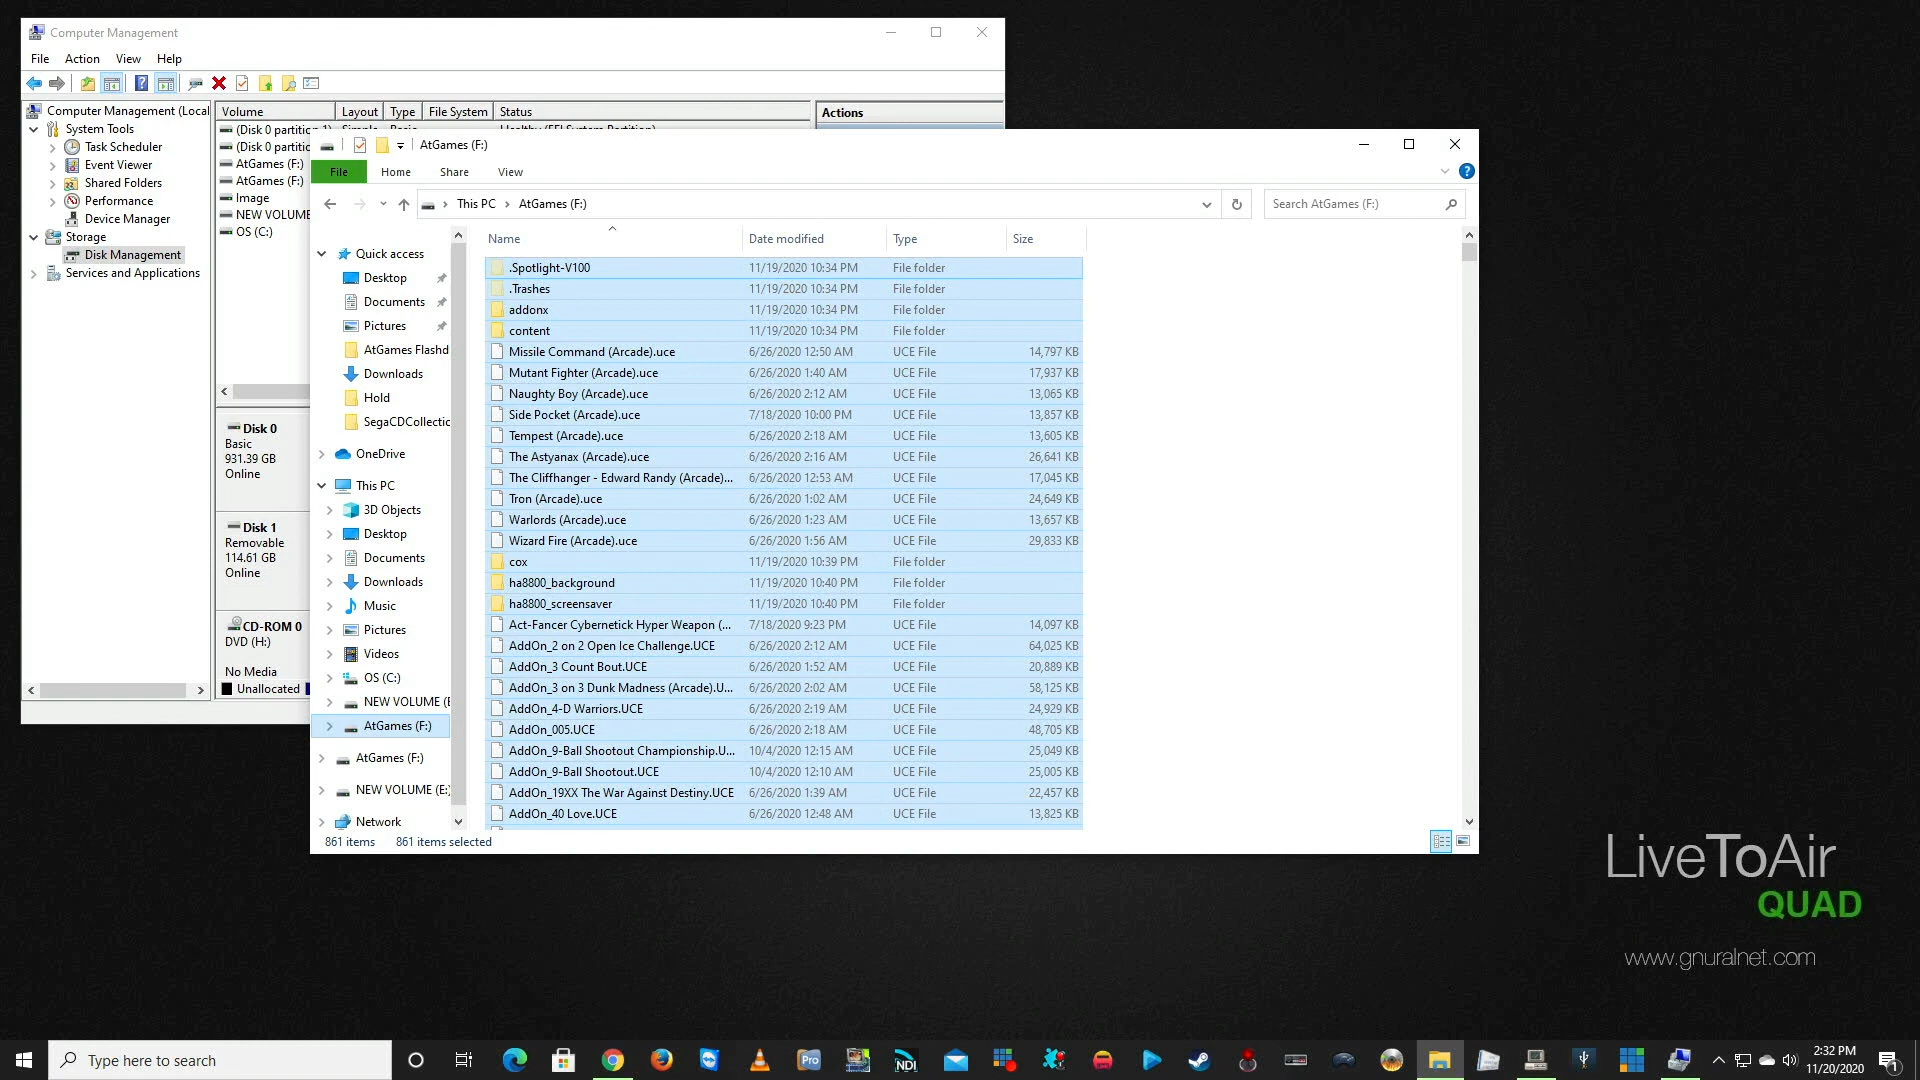 Computer Management
File Action View Help
Computer Management (Local
System Tools
Task Scheduler
Event Viewer
Shared Folders
Performance
Device Manager
Storage
Disk Management
Services and Applications
Volume Layout Type File System Status
Actions
(Disk 0 partition 1) Simple Basic Healthy (EFI System Partition)
(Disk 0 partitic
AtGames (F:)
AtGames (F:)
Image
NEW VOLUME
OS (C:)
Disk 0
Basic
931.39 GB
Online
Disk 1
Removable
114.61 GB
Online
CD-ROM 0
DVD (H:)
No Media
Unallocated
AtGames (F:)
File Home Share View
This PC > AtGames (F:)
Search AtGames (F:)
Quick access
Desktop
Documents
Pictures
AtGames Flashd
Downloads
Hold
SegaCDCollectic
OneDrive
This PC
3D Objects
Desktop
Documents
Downloads
Music
Pictures
Videos
OS (C:)
NEW VOLUME (E
AtGames (F:)
AtGames (F:)
NEW VOLUME (E:)
Network
Name Date modified Type Size
.Spotlight-V100 11/19/2020 10:34 PM File folder
.Trashes 11/19/2020 10:34 PM File folder
addonx 11/19/2020 10:34 PM File folder
content 11/19/2020 10:34 PM File folder
Missile Command (Arcade).uce 6/26/2020 12:50 AM UCE File 14,797 KB
Mutant Fighter (Arcade).uce 6/26/2020 1:40 AM UCE File 17,937 KB
Naughty Boy (Arcade).uce 6/26/2020 2:12 AM UCE File 13,065 KB
Side Pocket (Arcade).uce 7/18/2020 10:00 PM UCE File 13,857 KB
Tempest (Arcade).uce 6/26/2020 2:18 AM UCE File 13,605 KB
The Astyanax (Arcade).uce 6/26/2020 2:16 AM UCE File 26,641 KB
The Cliffhanger - Edward Randy (Arcade)... 6/26/2020 12:53 AM UCE File 17,045 KB
Tron (Arcade).uce 6/26/2020 1:02 AM UCE File 24,649 KB
Warlords (Arcade).uce 6/26/2020 1:23 AM UCE File 13,657 KB
Wizard Fire (Arcade).uce 6/26/2020 1:56 AM UCE File 29,833 KB
cox 11/19/2020 10:39 PM File folder
ha8800_background 11/19/2020 10:40 PM File folder
ha8800_screensaver 11/19/2020 10:40 PM File folder
Act-Fancer Cybernetick Hyper Weapon (... 7/18/2020 9:23 PM UCE File 14,097 KB
AddOn_2 on 2 Open Ice Challenge.UCE 6/26/2020 2:12 AM UCE File 64,025 KB
AddOn_3 Count Bout.UCE 6/26/2020 1:52 AM UCE File 20,889 KB
AddOn_3 on 3 Dunk Madness (Arcade).U... 6/26/2020 2:02 AM UCE File 58,125 KB
AddOn_4-D Warriors.UCE 6/26/2020 2:19 AM UCE File 24,929 KB
AddOn_005.UCE 6/26/2020 2:18 AM UCE File 48,705 KB
AddOn_9-Ball Shootout Championship.U... 10/4/2020 12:15 AM UCE File 25,049 KB
AddOn_9-Ball Shootout.UCE 10/4/2020 12:10 AM UCE File 25,005 KB
AddOn_19XX The War Against Destiny.UCE 6/26/2020 1:39 AM UCE File 22,457 KB
AddOn_40 Love.UCE 6/26/2020 12:48 AM UCE File 13,825 KB
861 items 861 items selected
LiveToAir
QUAD
www.gnuralnet.com
Type here to search
Pro
NDI
2:32 PM
11/20/2020
1